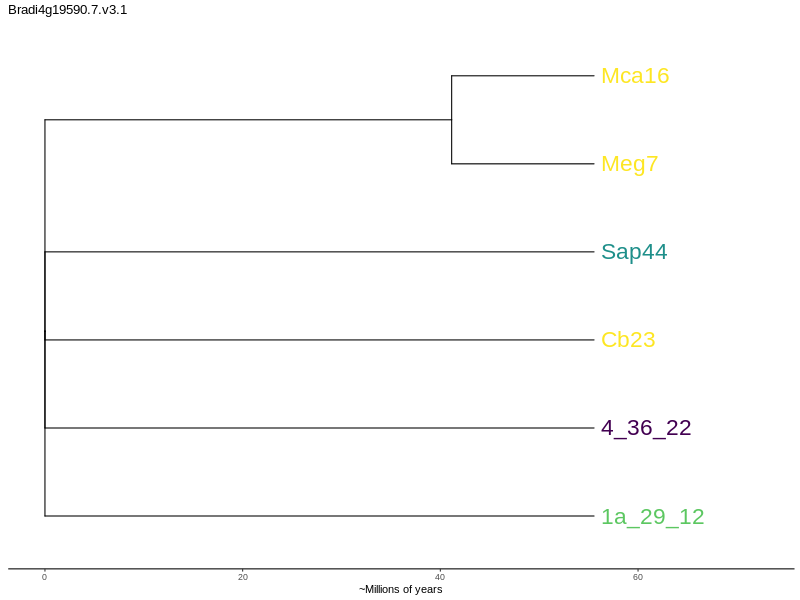 Bradi4g19590.7.v3.1
Mca16
Meg7
Sap44
Cb23
4_36_22
1a_29_12
0 20 40 60
~Millions of years